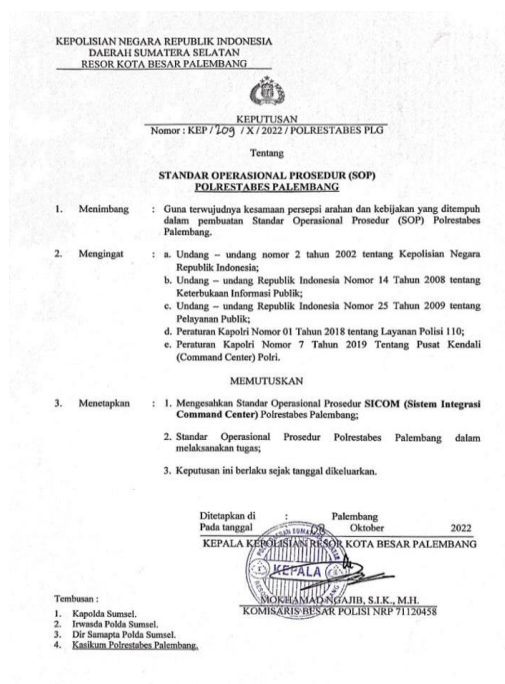 KEPOLISIAN NEGARA REPUBLIK INDONESIA
DAERAH SUMATERA SELATAN
RESOR KOTA BESAR PALEMBANG
KEPUTUSAN
Nomor : KEP / 209 / X / 2022 / POLRESTABES PLG
Tentang
STANDAR OPERASIONAL PROSEDUR (SOP)
POLRESTABES PALEMBANG
1. Menimbang : Guna terwujudnya kesamaan persepsi arahan dan kebijakan yang ditempuh
dalam pembuatan Standar Operasional Prosedur (SOP) Polrestabes
Palembang.
2. Mengingat : a. Undang – undang nomor 2 tahun 2002 tentang Kepolisian Negara
Republik Indonesia;
b. Undang – undang Republik Indonesia Nomor 14 Tahun 2008 tentang
Keterbukaan Informasi Publik;
c. Undang – undang Republik Indonesia Nomor 25 Tahun 2009 tentang
Pelayanan Publik;
d. Peraturan Kapolri Nomor 01 Tahun 2018 tentang Layanan Polisi 110;
e. Peraturan Kapolri Nomor 7 Tahun 2019 Tentang Pusat Kendali
(Command Center) Polri.
MEMUTUSKAN
3. Menetapkan : 1. Mengesahkan Standar Operasional Prosedur SICOM (Sistem Integrasi
Command Center) Polrestabes Palembang;
2. Standar Operasional Prosedur Polrestabes Palembang dalam
melaksanakan tugas;
3. Keputusan ini berlaku sejak tanggal dikeluarkan.
Ditetapkan di : Palembang
Pada tanggal Oktober 2022
KEPALA KEPOLISIAN RESOR KOTA BESAR PALEMBANG
KEPALA
MOKHAMAD NGAJIB, S.I.K., M.H.
KOMISARIS BESAR POLISI NRP 71120458
Tembusan :
1. Kapolda Sumsel.
2. Irwasda Polda Sumsel.
3. Dir Samapta Polda Sumsel.
4. Kasikum Polrestabes Palembang.